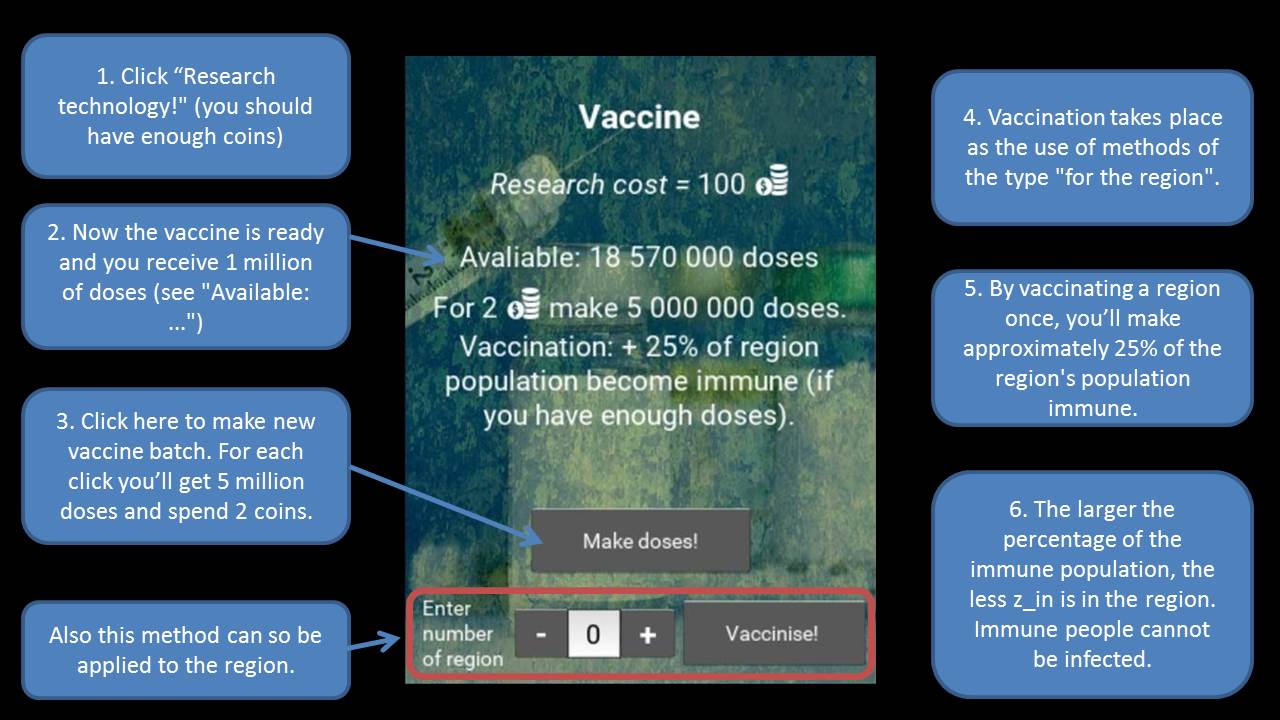 1. Click “Research
technology!" (you should
have enough coins)
2. Now the vaccine is ready
and you receive 1 million
of doses (see "Available:
...")
3. Click here to make new
vaccine batch. For each
click you’ll get 5 million
doses and spend 2 coins.
Also this method can so be
applied to the region.
Vaccine
Research cost = 100
Avaliable: 18 570 000 doses
For 2 make 5 000 000 doses.
Vaccination: + 25% of region
population become immune (if
you have enough doses).
Make doses!
Enter
number
of region
- 0 +
Vaccinise!
4. Vaccination takes place
as the use of methods of
the type "for the region".
5. By vaccinating a region
once, you’ll make
approximately 25% of the
region's population
immune.
6. The larger the
percentage of the
immune population, the
less z_in is in the region.
Immune people cannot
be infected.